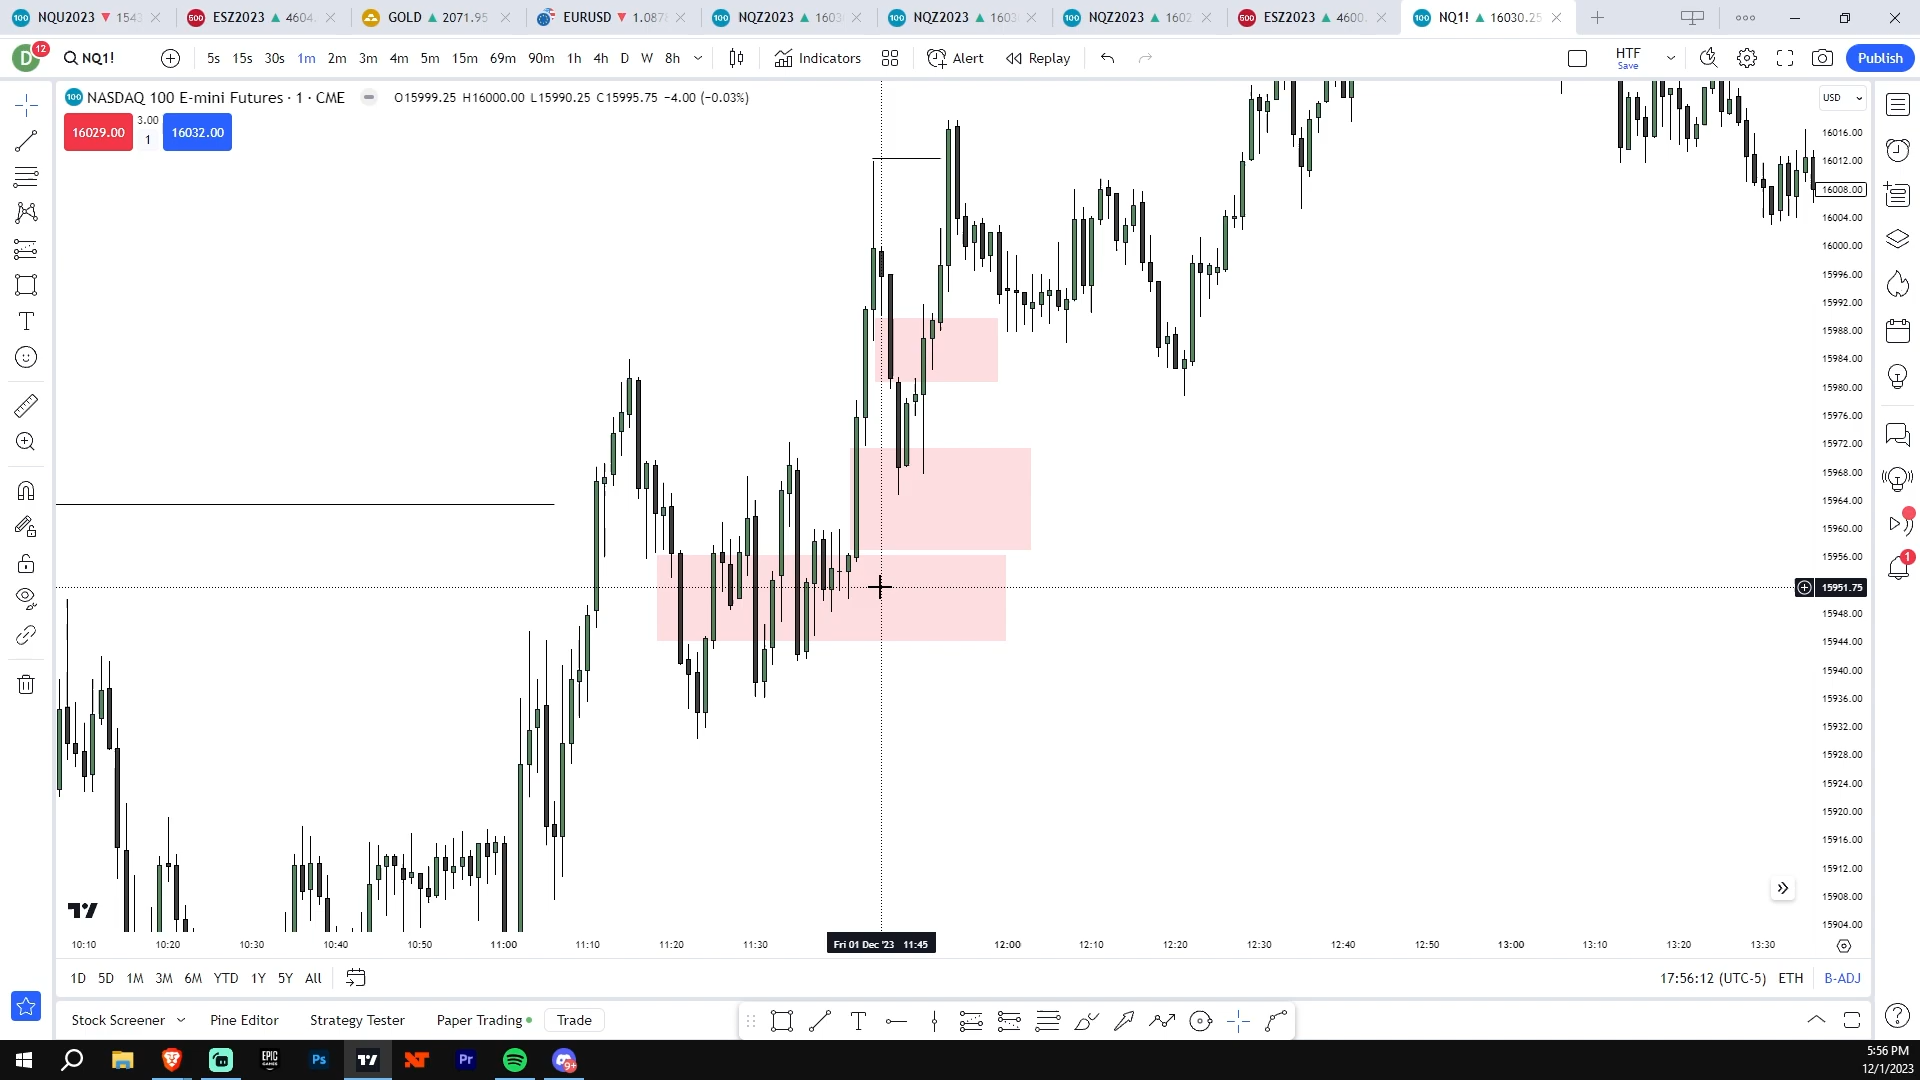 NQU2023 ▼ 154
ESZ2023 ▲ 4604.
GOLD ▲ 2071.95
EURUSD ▼ 1.087
NQZ2023 ▲ 1603
NQZ2023 ▲ 1603
NQZ2023 ▲ 1602
ESZ2023 ▲ 4600.
NQ1! ▲ 16030.25
D 12 NQ1! 5s 15s 30s 1m 2m 3m 4m 5m 15m 69m 90m 1h 4h D W 8h Indicators Alert Replay HTF Publish
Save
NASDAQ 100 E-mini Futures · 1 · CME O15999.25 H16000.00 L15990.25 C15995.75 −4.00 (−0.03%)
USD
16029.00 3.00 16032.00
1
16016.00
16012.00
16008.00
16004.00
16000.00
15996.00
15992.00
15988.00
15984.00
15980.00
15976.00
15972.00
15968.00
15964.00
15960.00
15956.00
15951.75
15948.00
15944.00
15940.00
15936.00
15932.00
15928.00
15924.00
15920.00
15916.00
15912.00
15908.00
15904.00
10:10 10:20 10:30 10:40 10:50 11:00 11:10 11:20 11:30 Fri 01 Dec '23 11:45 12:00 12:10 12:20 12:30 12:40 12:50 13:00 13:10 13:20 13:30
1D 5D 1M 3M 6M YTD 1Y 5Y All 17:56:12 (UTC-5) ETH B-ADJ
Stock Screener Pine Editor Strategy Tester Paper Trading Trade
5:56 PM
12/1/2023